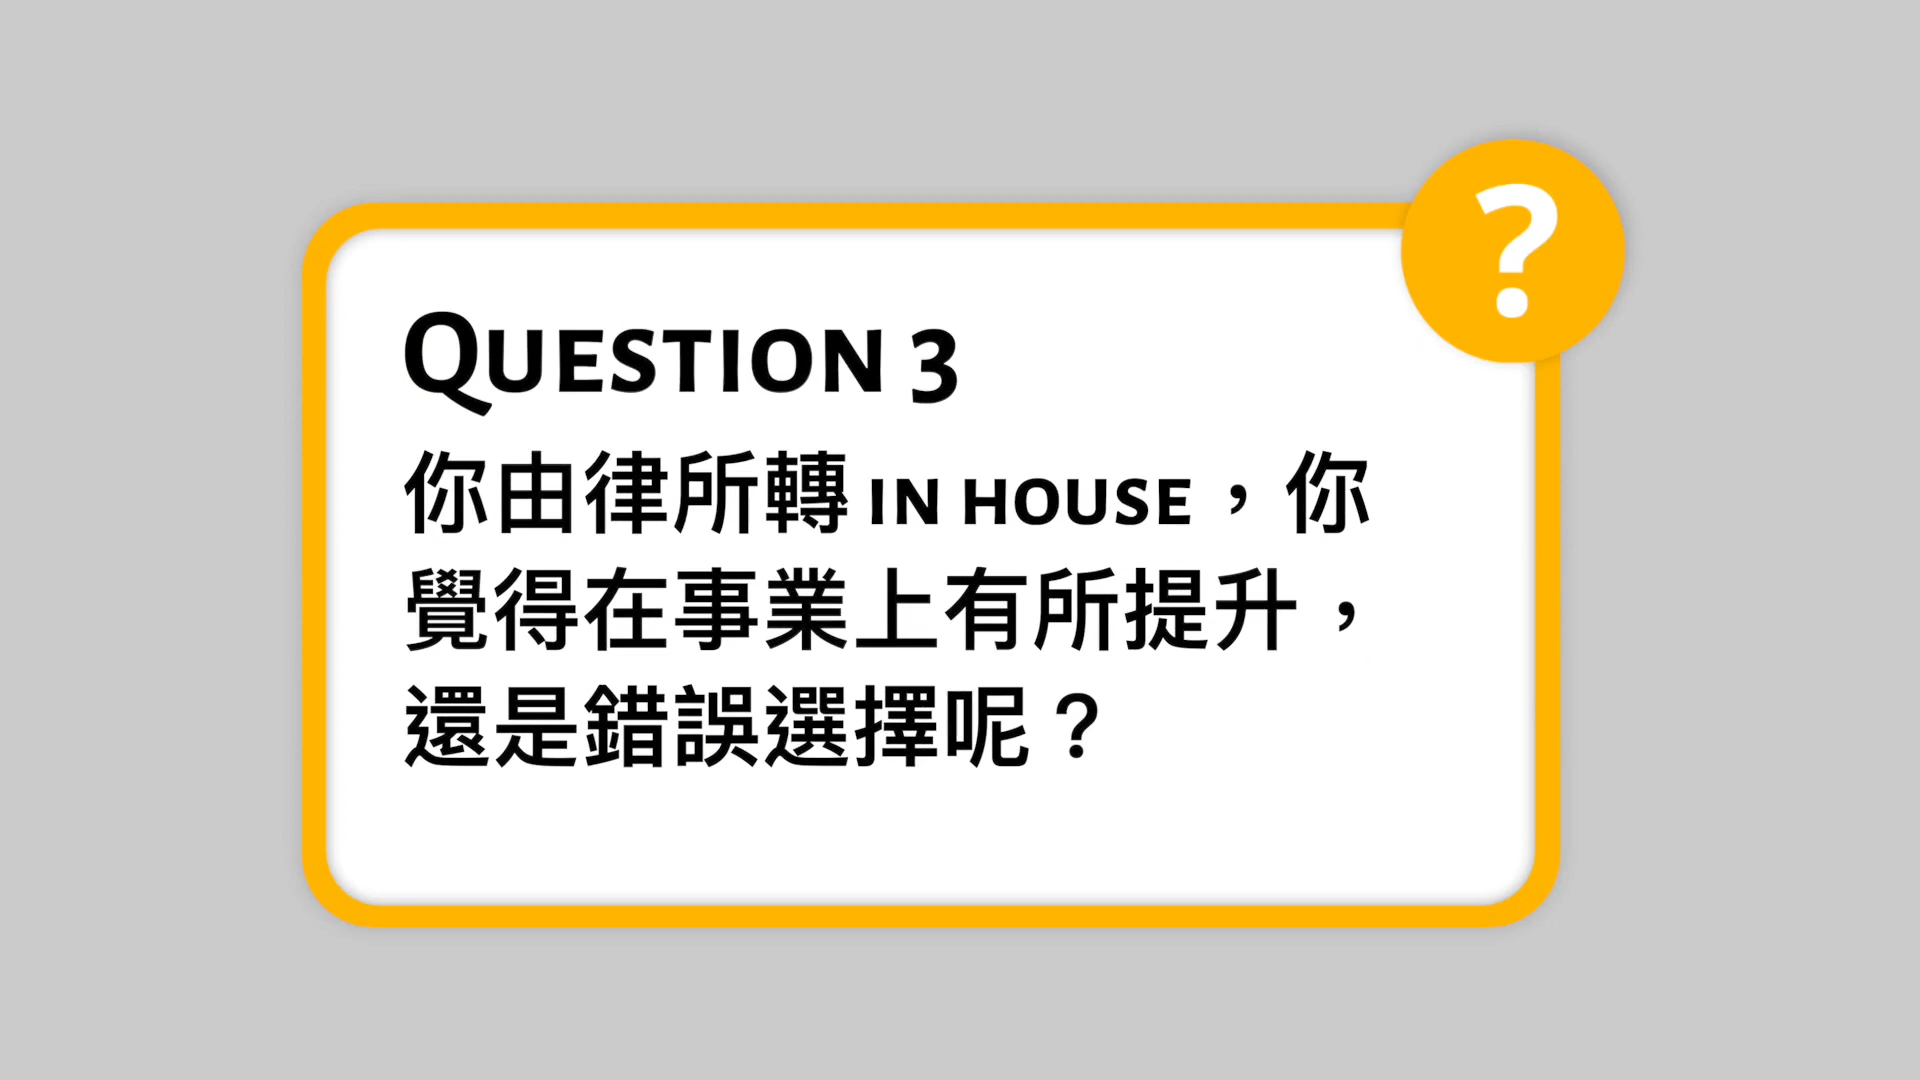 ?
QUESTION 3
你由律所轉 IN HOUSE，你
覺得在事業上有所提升，
還是錯誤選擇呢？